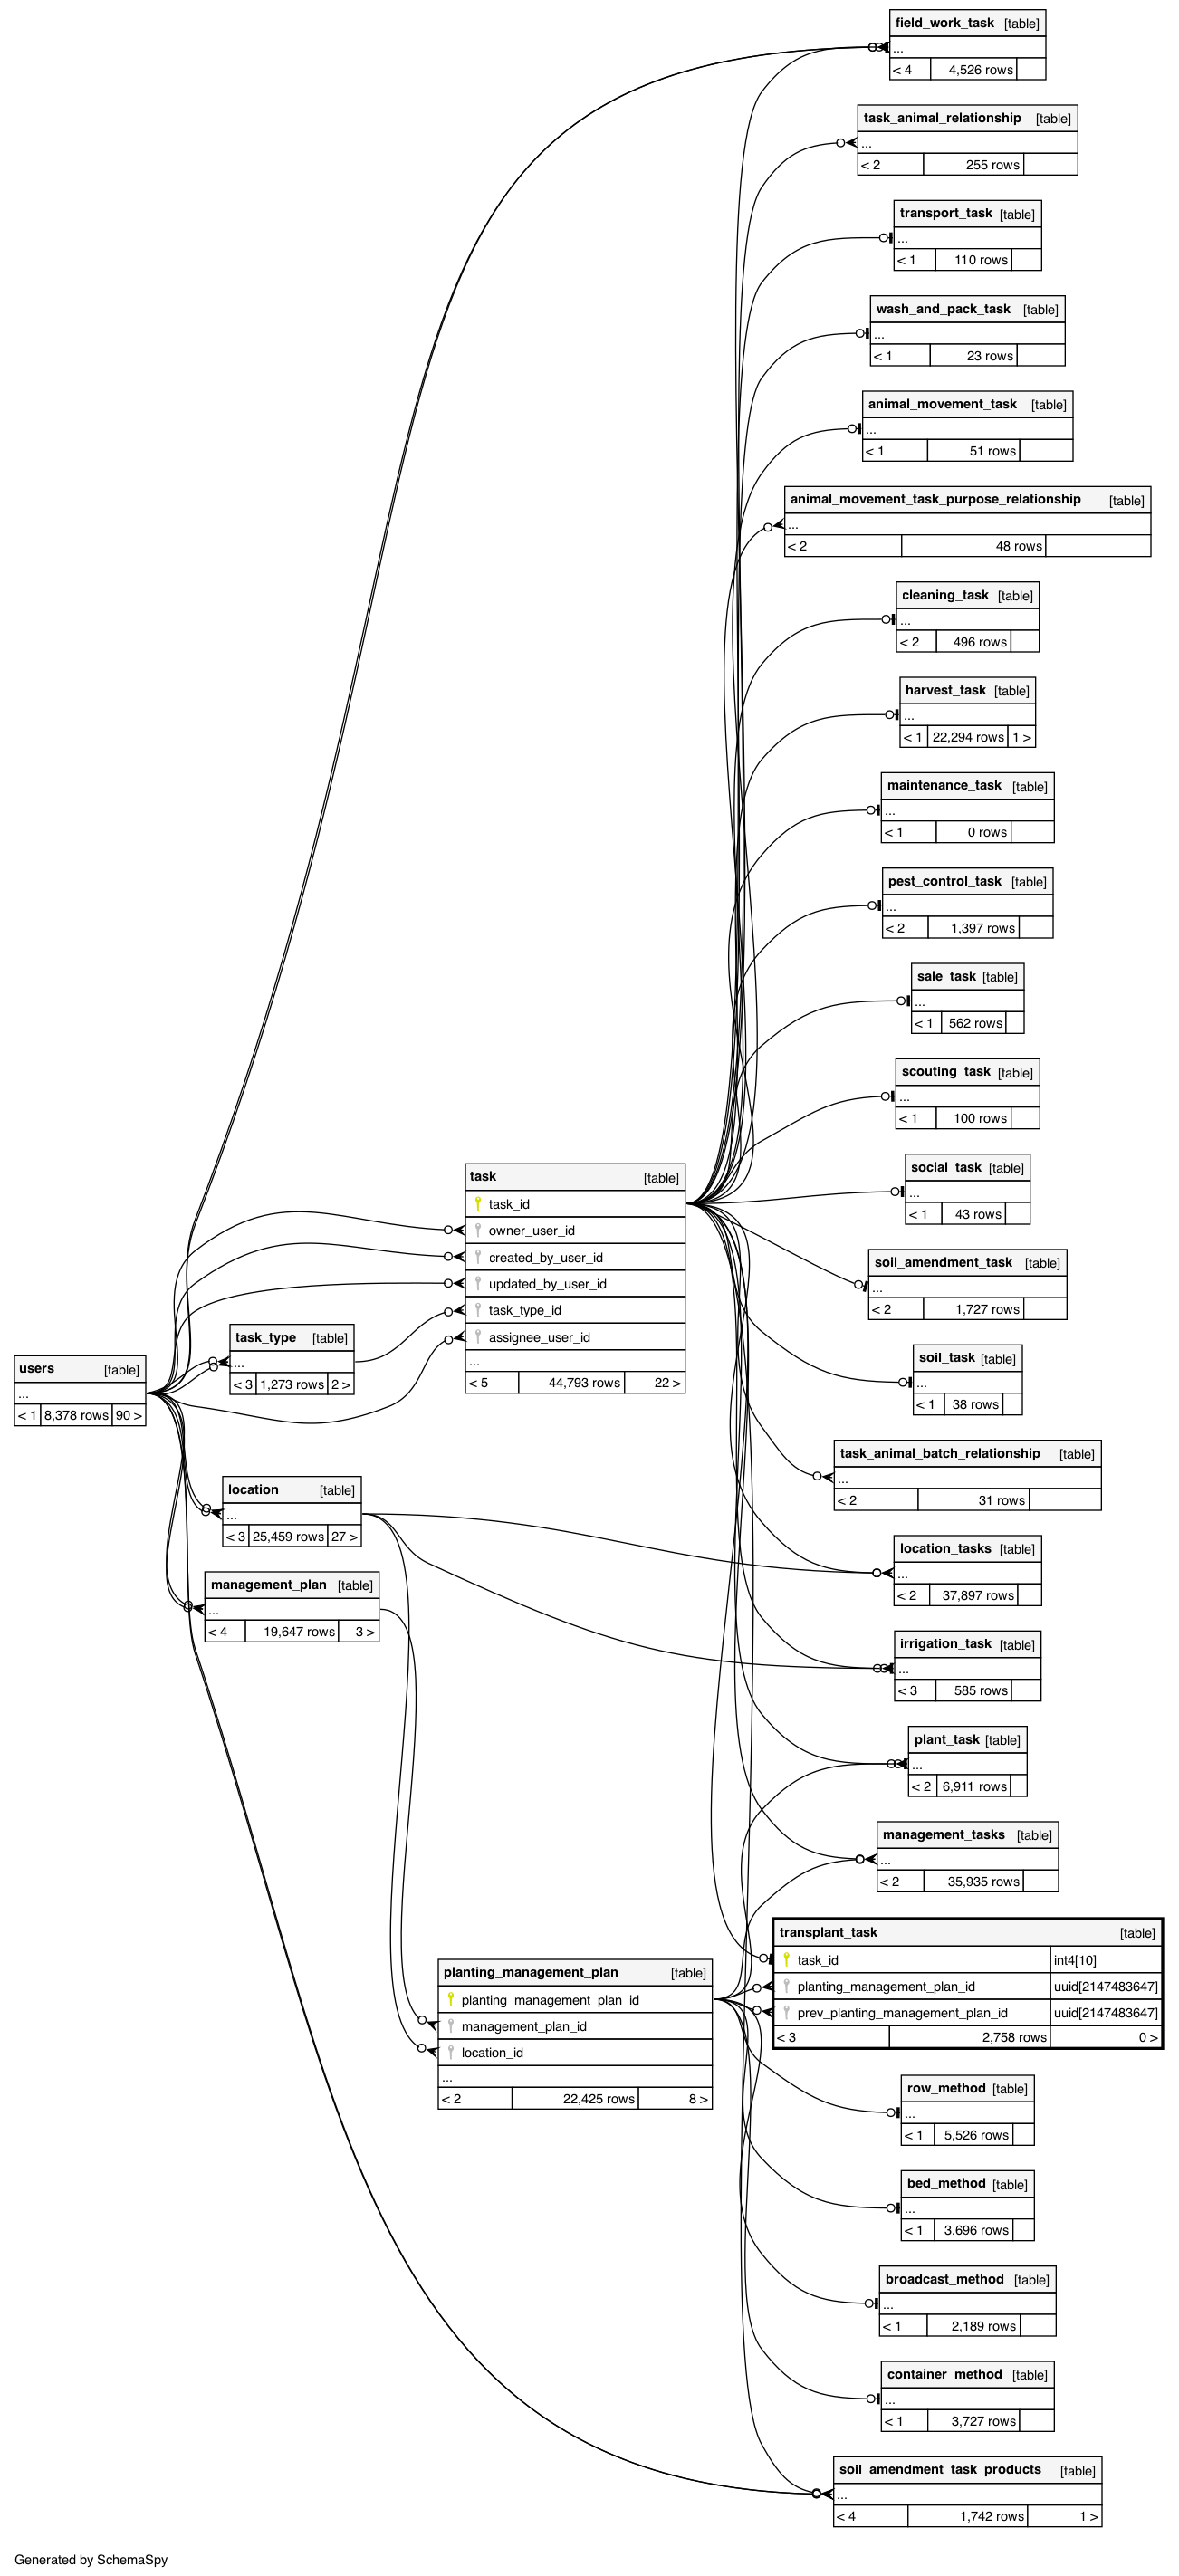 field_work_task [table]
...
< 4 4,526 rows
task_animal_relationship [table]
...
< 2 255 rows
transport_task [table]
...
< 1 110 rows
wash_and_pack_task [table]
...
< 1 23 rows
animal_movement_task [table]
...
< 1 51 rows
animal_movement_task_purpose_relationship [table]
...
< 2 48 rows
cleaning_task [table]
...
< 2 496 rows
harvest_task [table]
...
< 1 22,294 rows 1 >
maintenance_task [table]
...
< 1 0 rows
pest_control_task [table]
...
< 2 1,397 rows
sale_task [table]
...
< 1 562 rows
scouting_task [table]
...
< 1 100 rows
social_task [table]
...
< 1 43 rows
task [table]
task_id
owner_user_id
created_by_user_id
updated_by_user_id
task_type_id
assignee_user_id
...
< 5 44,793 rows 22 >
soil_amendment_task [table]
...
< 2 1,727 rows
task_type [table]
...
< 3 1,273 rows 2 >
users [table]
...
< 1 8,378 rows 90 >
soil_task [table]
...
< 1 38 rows
task_animal_batch_relationship [table]
...
< 2 31 rows
location [table]
...
< 3 25,459 rows 27 >
location_tasks [table]
...
< 2 37,897 rows
management_plan [table]
...
< 4 19,647 rows 3 >
irrigation_task [table]
...
< 3 585 rows
plant_task [table]
...
< 2 6,911 rows
management_tasks [table]
...
< 2 35,935 rows
transplant_task [table]
task_id int4[10]
planting_management_plan_id uuid[2147483647]
prev_planting_management_plan_id uuid[2147483647]
< 3 2,758 rows 0 >
planting_management_plan [table]
planting_management_plan_id
management_plan_id
location_id
...
< 2 22,425 rows 8 >
row_method [table]
...
< 1 5,526 rows
bed_method [table]
...
< 1 3,696 rows
broadcast_method [table]
...
< 1 2,189 rows
container_method [table]
...
< 1 3,727 rows
soil_amendment_task_products [table]
...
< 4 1,742 rows 1 >
Generated by SchemaSpy